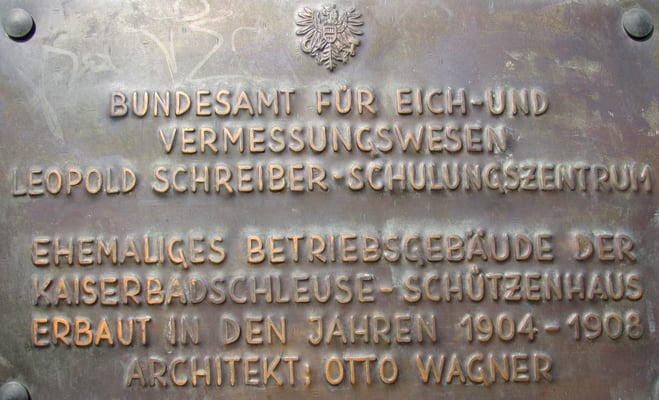 BUNDESAMT FÜR EICH-UND
VERMESSUNGSWESEN
LEOPOLD SCHREIBER-SCHULUNGSZENTRUM
EHEMALIGES BETRIEBSGEBÄUDE DER
KAISERBADSCHLEUSE-SCHÜTZENHAUS
ERBAUT IN DEN JAHREN 1904-1908
ARCHITEKT: OTTO WAGNER